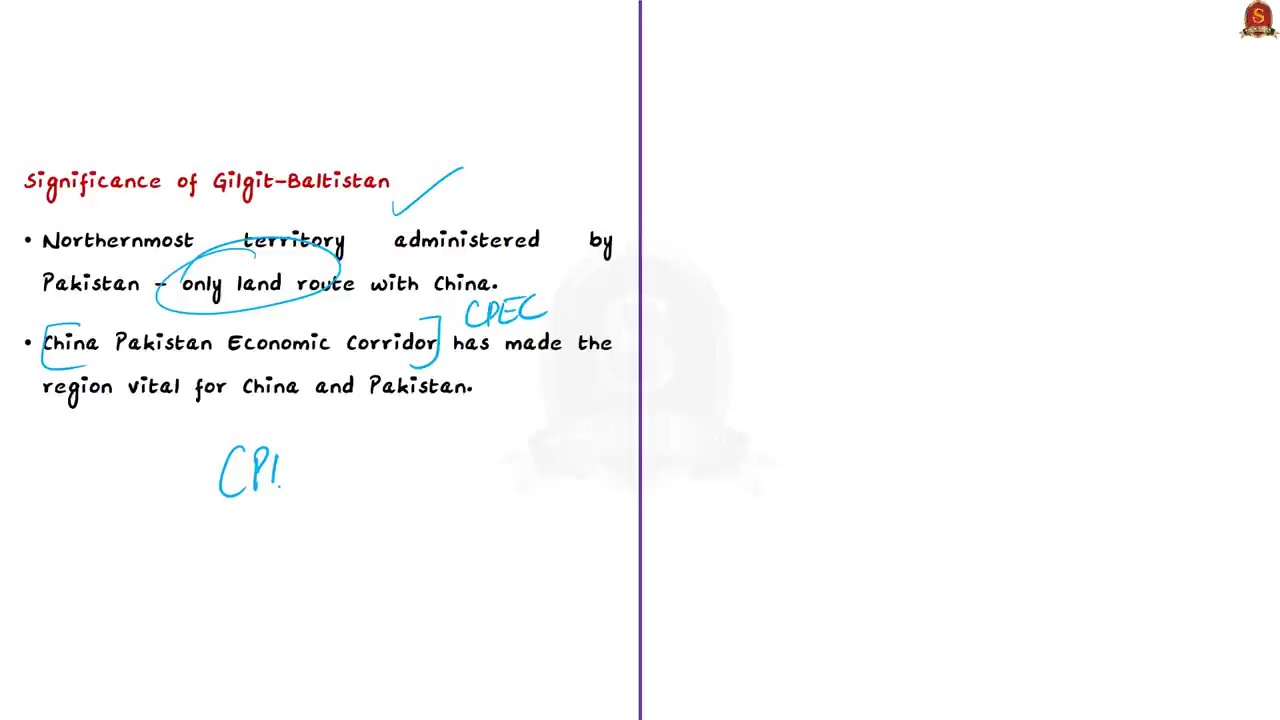 Significance of Gilgit-Baltistan
• Northernmost territory administered by
Pakistan - only land route with China.
CPEC
• China Pakistan Economic Corridor has made the
region vital for China and Pakistan.